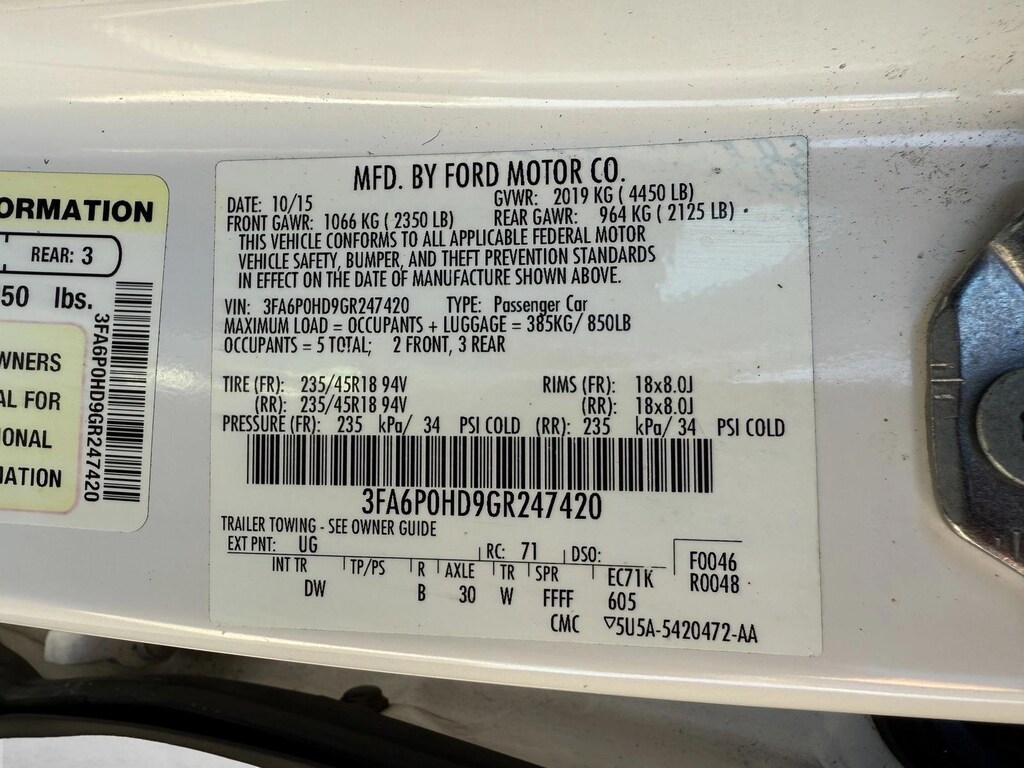 ORMATION
REAR: 3
50 lbs.
WNERS
AL FOR
IONAL
MATION
3FA6P0HD9GR247420
MFD. BY FORD MOTOR CO.
DATE: 10/15 GVWR: 2019 KG ( 4450 LB)
FRONT GAWR: 1066 KG ( 2350 LB) REAR GAWR: 964 KG ( 2125 LB)
THIS VEHICLE CONFORMS TO ALL APPLICABLE FEDERAL MOTOR
VEHICLE SAFETY, BUMPER, AND THEFT PREVENTION STANDARDS
IN EFFECT ON THE DATE OF MANUFACTURE SHOWN ABOVE.
VIN: 3FA6P0HD9GR247420 TYPE: Passenger Car
MAXIMUM LOAD = OCCUPANTS + LUGGAGE = 385KG/ 850LB
OCCUPANTS = 5 TOTAL; 2 FRONT, 3 REAR
TIRE (FR): 235/45R18 94V RIMS (FR): 18x8.0J
(RR): 235/45R18 94V (RR): 18x8.0J
PRESSURE (FR): 235 kPa/ 34 PSI COLD (RR): 235 kPa/ 34 PSI COLD
3FA6P0HD9GR247420
TRAILER TOWING - SEE OWNER GUIDE
EXT PNT: UG RC: 71 DSO: F0046
INT TR TP/PS R AXLE TR SPR EC71K R0048
DW B 30 W FFFF 605
CMC ▽5U5A-5420472-AA